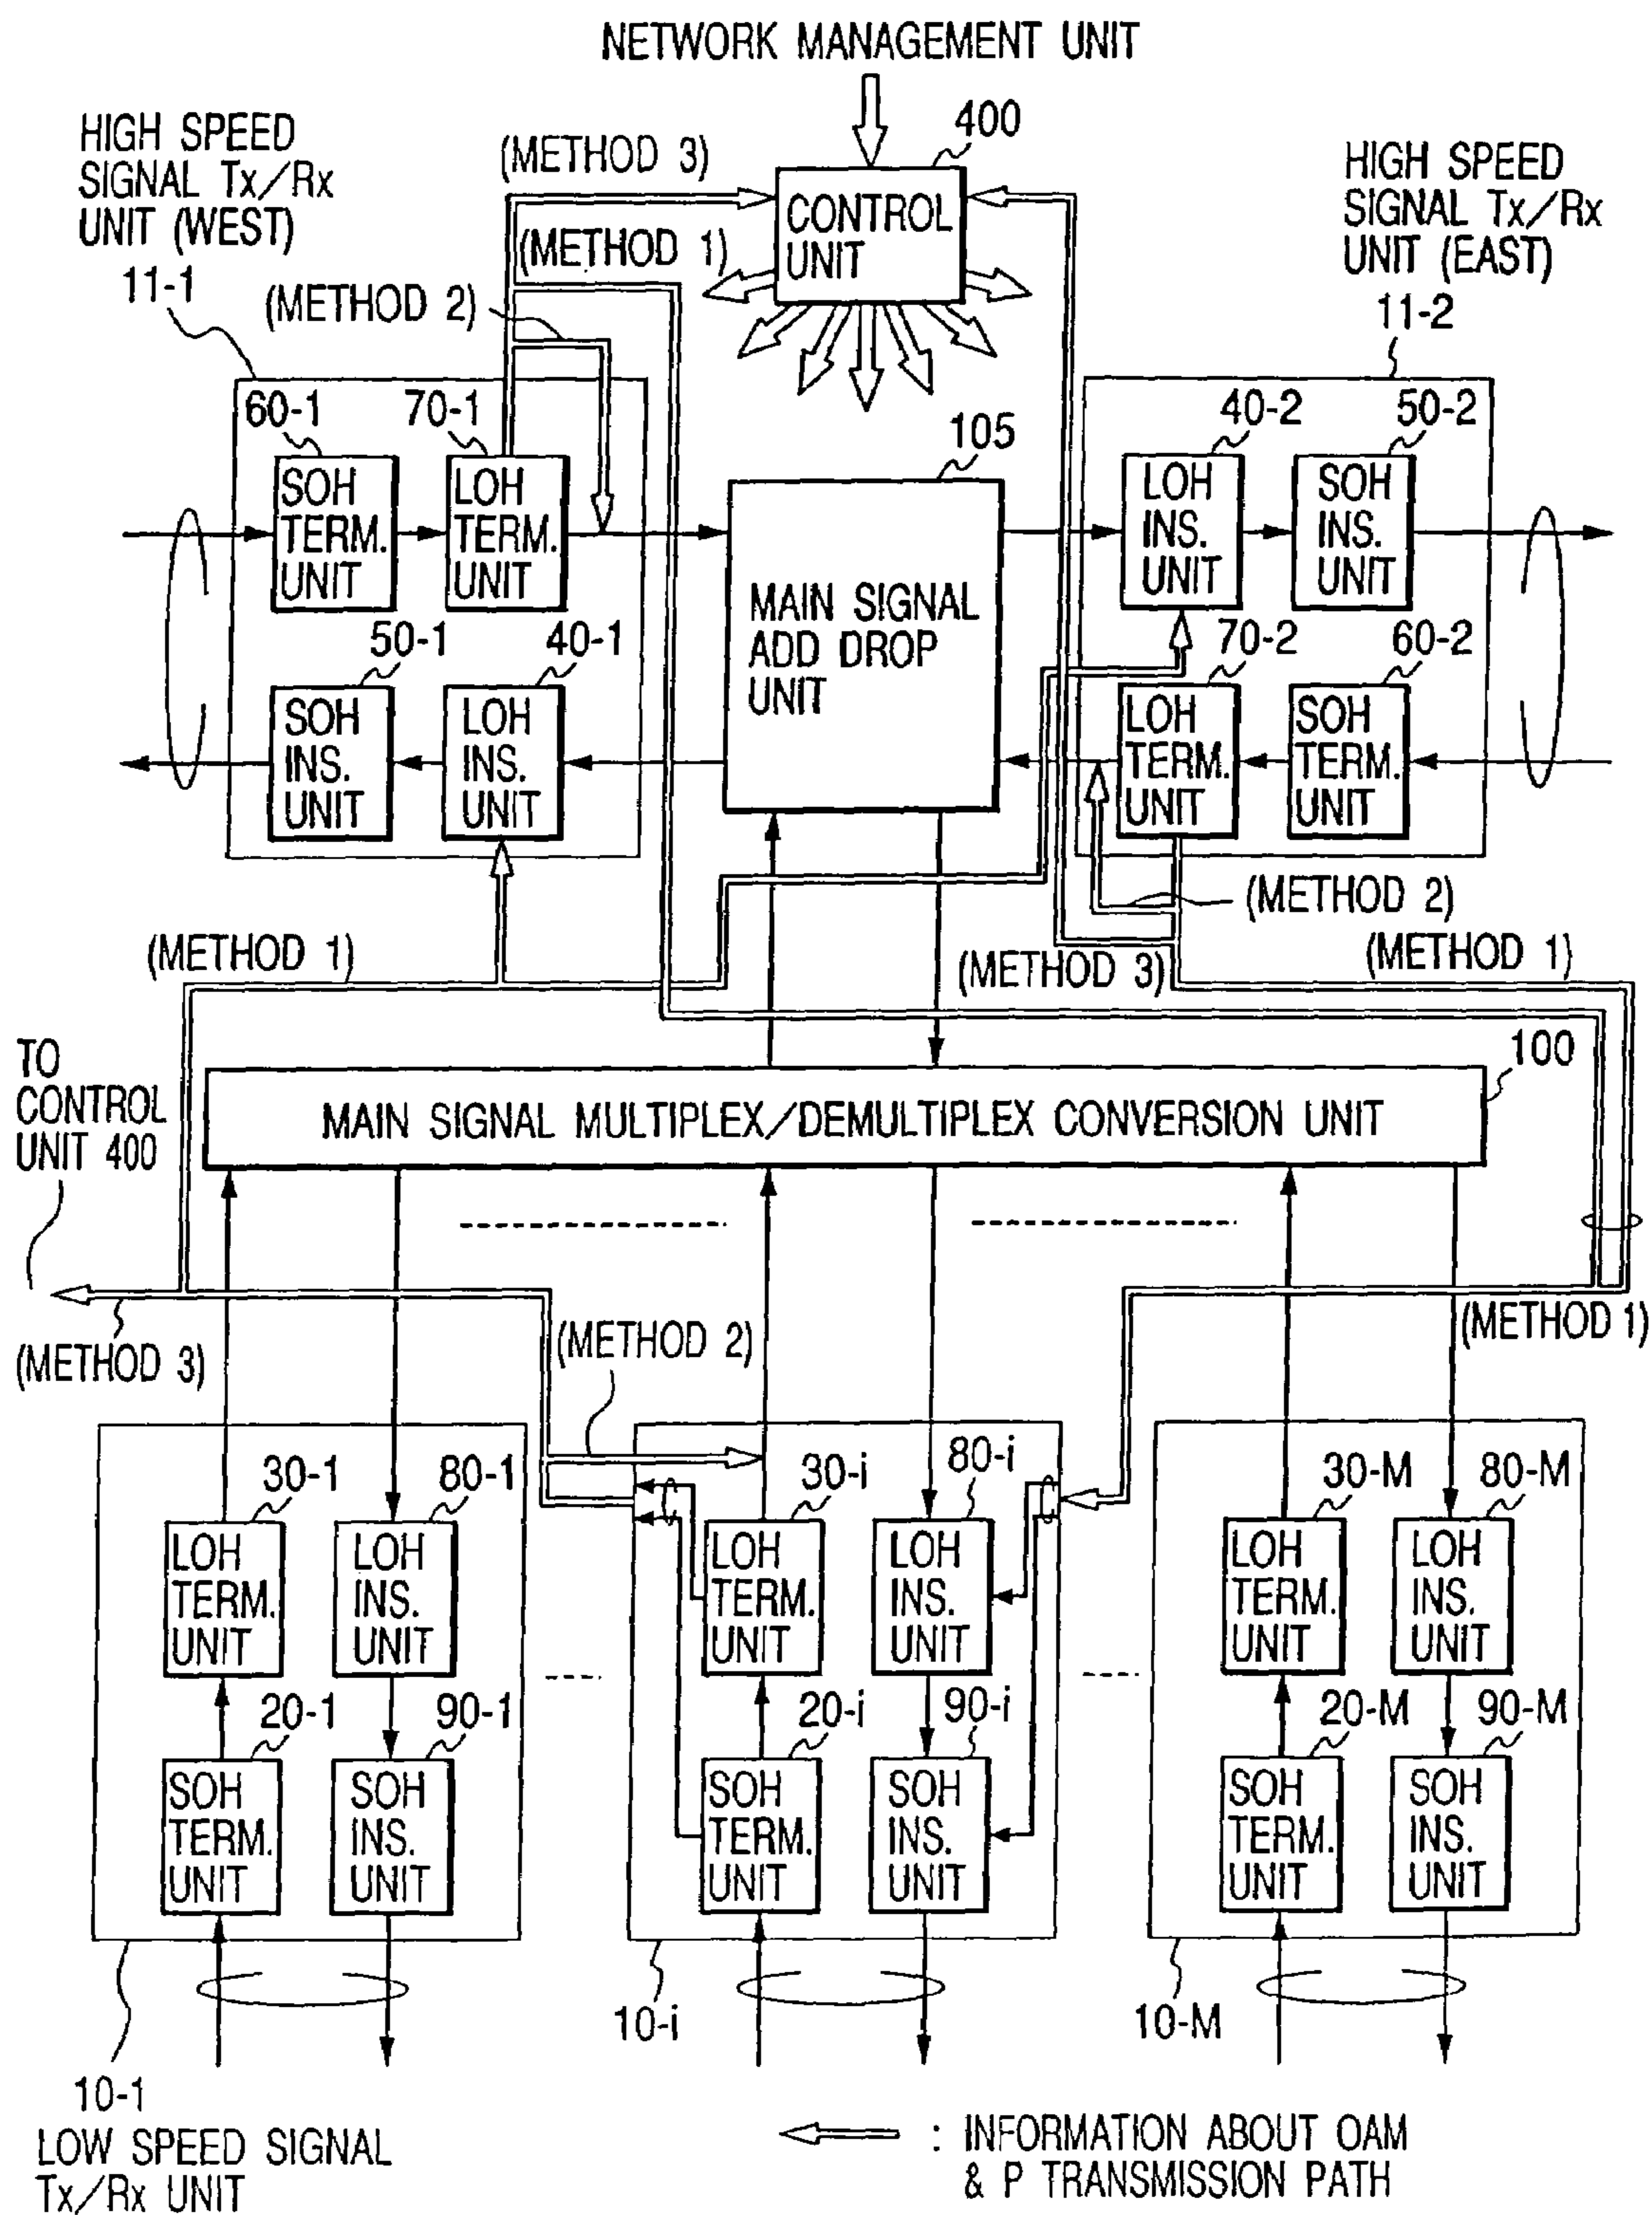 NETWORK MANAGEMENT UNIT
HIGH SPEED
SIGNAL Tx/Rx
UNIT (WEST)
11-1
(METHOD 3)
400
CONTROL
UNIT
HIGH SPEED
SIGNAL Tx/Rx
UNIT (EAST)
11-2
(METHOD 1)
(METHOD 2)
60-1
70-1
105
40-2
50-2
SOH
TERM.
UNIT
LOH
TERM.
UNIT
MAIN SIGNAL
ADD DROP
UNIT
LOH
INS.
UNIT
SOH
INS.
UNIT
50-1
40-1
70-2
60-2
SOH
INS.
UNIT
LOH
INS.
UNIT
LOH
TERM.
UNIT
SOH
TERM.
UNIT
(METHOD 2)
(METHOD 1)
(METHOD 3)
(METHOD 1)
TO
CONTROL
UNIT 400
100
MAIN SIGNAL MULTIPLEX/DEMULTIPLEX CONVERSION UNIT
(METHOD 3)
(METHOD 2)
(METHOD 1)
30-1
80-1
30-i
80-i
30-M
80-M
LOH
TERM.
UNIT
LOH
INS.
UNIT
LOH
TERM.
UNIT
LOH
INS.
UNIT
LOH
TERM.
UNIT
LOH
INS.
UNIT
20-1
90-1
20-i
90-i
20-M
90-M
SOH
TERM.
UNIT
SOH
INS.
UNIT
SOH
TERM.
UNIT
SOH
INS.
UNIT
SOH
TERM.
UNIT
SOH
INS.
UNIT
10-1
LOW SPEED SIGNAL
Tx/Rx UNIT
10-i
10-M
: INFORMATION ABOUT OAM
& P TRANSMISSION PATH